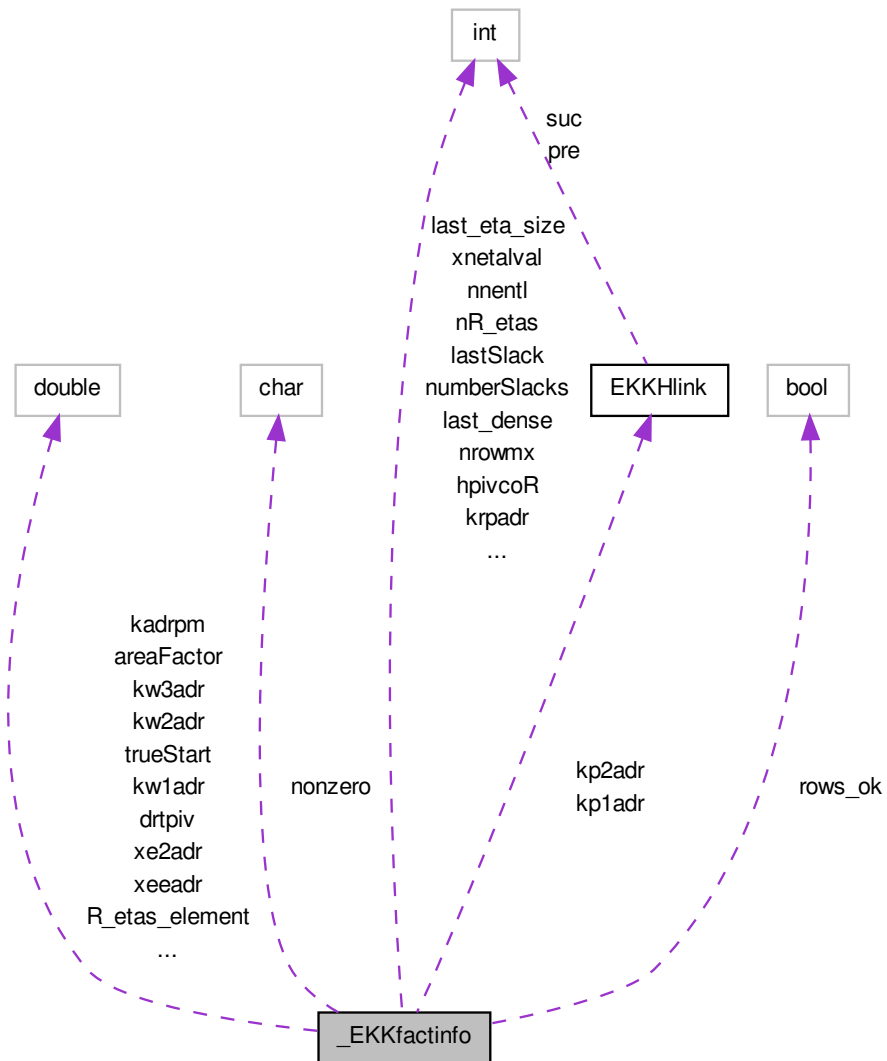 int
suc
pre
last_eta_size
xnetalval
nnentl
nR_etas
lastSlack
numberSlacks
last_dense
nrowmx
hpivcoR
krpadr
...
double
char
EKKHlink
bool
kadrpm
areaFactor
kw3adr
kw2adr
trueStart
kw1adr
drtpiv
xe2adr
xeeadr
R_etas_element
...
nonzero
kp2adr
kp1adr
rows_ok
_EKKfactinfo